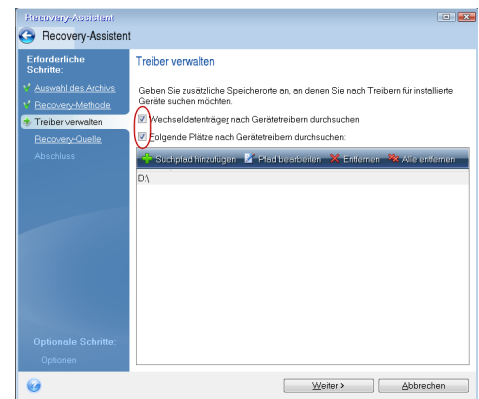 Recovery-Assistent
Recovery-Assistent
Erforderliche
Schritte:
Auswahl des Archivs
Recovery-Methode
Treiber verwalten
Recovery-Quelle
Abschluss
Optionale Schritte:
Optionen
Treiber verwalten
Geben Sie zusätzliche Speicherorte an, an denen Sie nach Treibern für installierte
Geräte suchen möchten.
Wechseldatenträger nach Gerätetreibern durchsuchen
Folgende Plätze nach Gerätetreibern durchsuchen:
Suchpfad hinzufügen Pfad bearbeiten Entfernen Alle entfernen
D:\
Weiter > Abbrechen